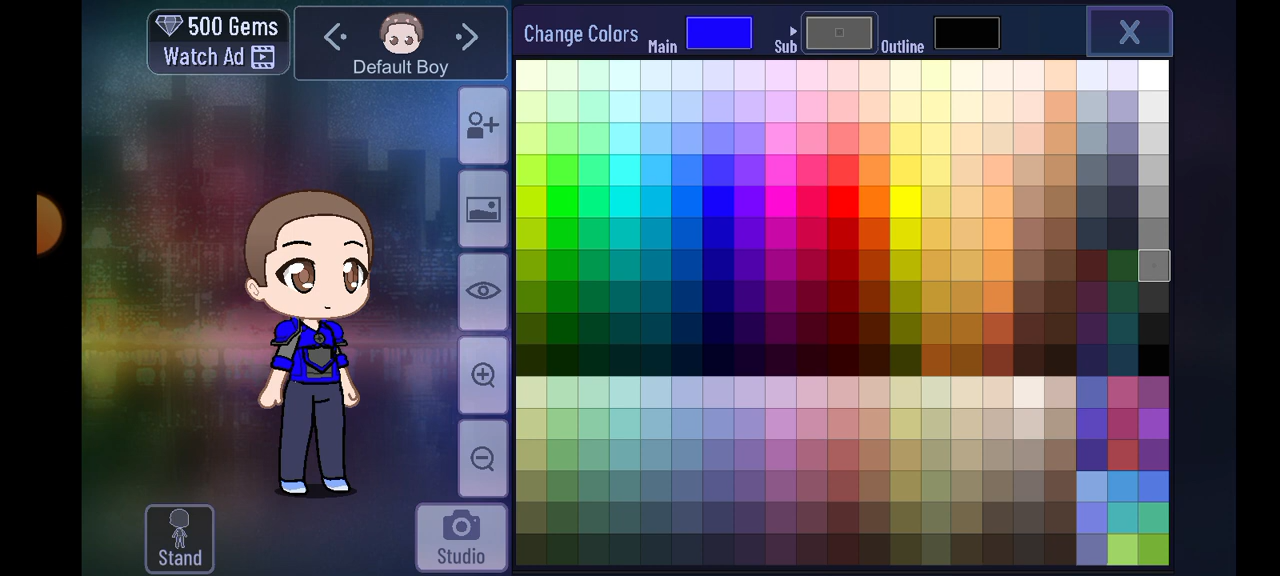 500 Gems
Watch Ad
Default Boy
Change Colors
Main
Sub
Outline
X
Stand
Studio